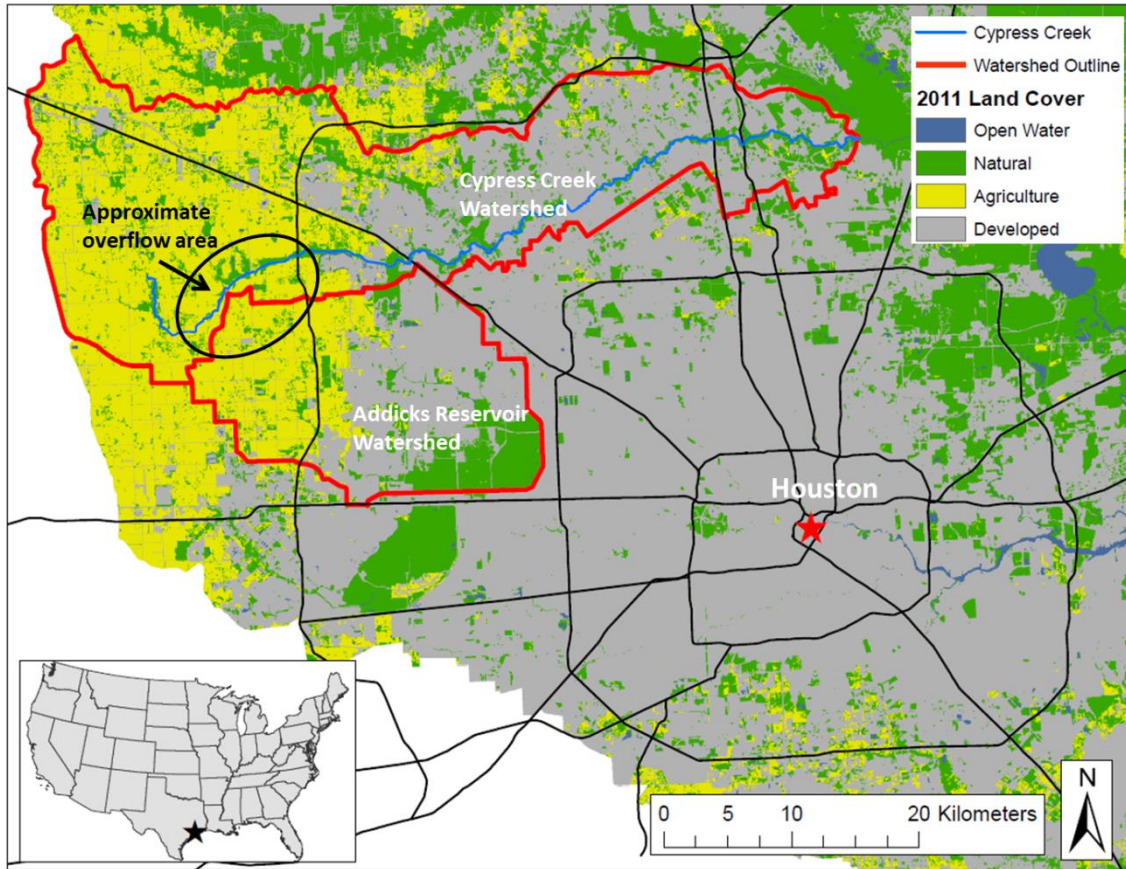 Cypress Creek
Watershed Outline
2011 Land Cover
Open Water
Natural
Agriculture
Developed
Cypress Creek
Watershed
Approximate
overflow area
Addicks Reservoir
Watershed
Houston
0 5 10 20 Kilometers
N